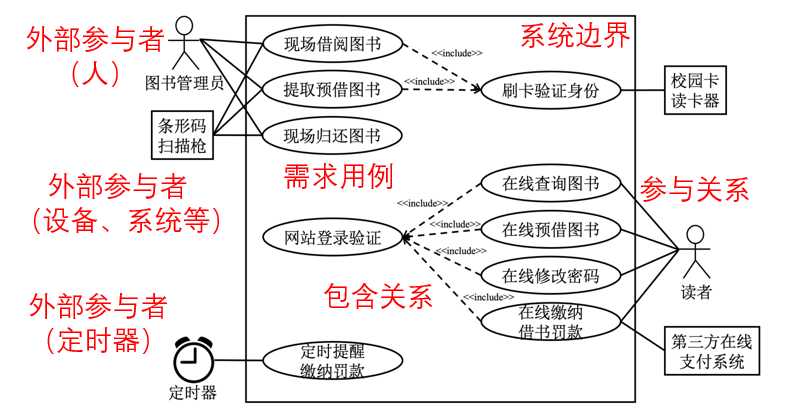 外部参与者
（人）
图书管理员
条形码
扫描枪
外部参与者
（设备、系统等）
外部参与者
（定时器）
定时器
现场借阅图书
提取预借图书
现场归还图书
需求用例
网站登录验证
包含关系
定时提醒
缴纳罚款
<<include>>
<<include>>
系统边界
刷卡验证身份
<<include>>
<<include>>
<<include>>
<<include>>
在线查询图书
在线预借图书
在线修改密码
在线缴纳
借书罚款
校园卡
读卡器
参与关系
读者
第三方在线
支付系统